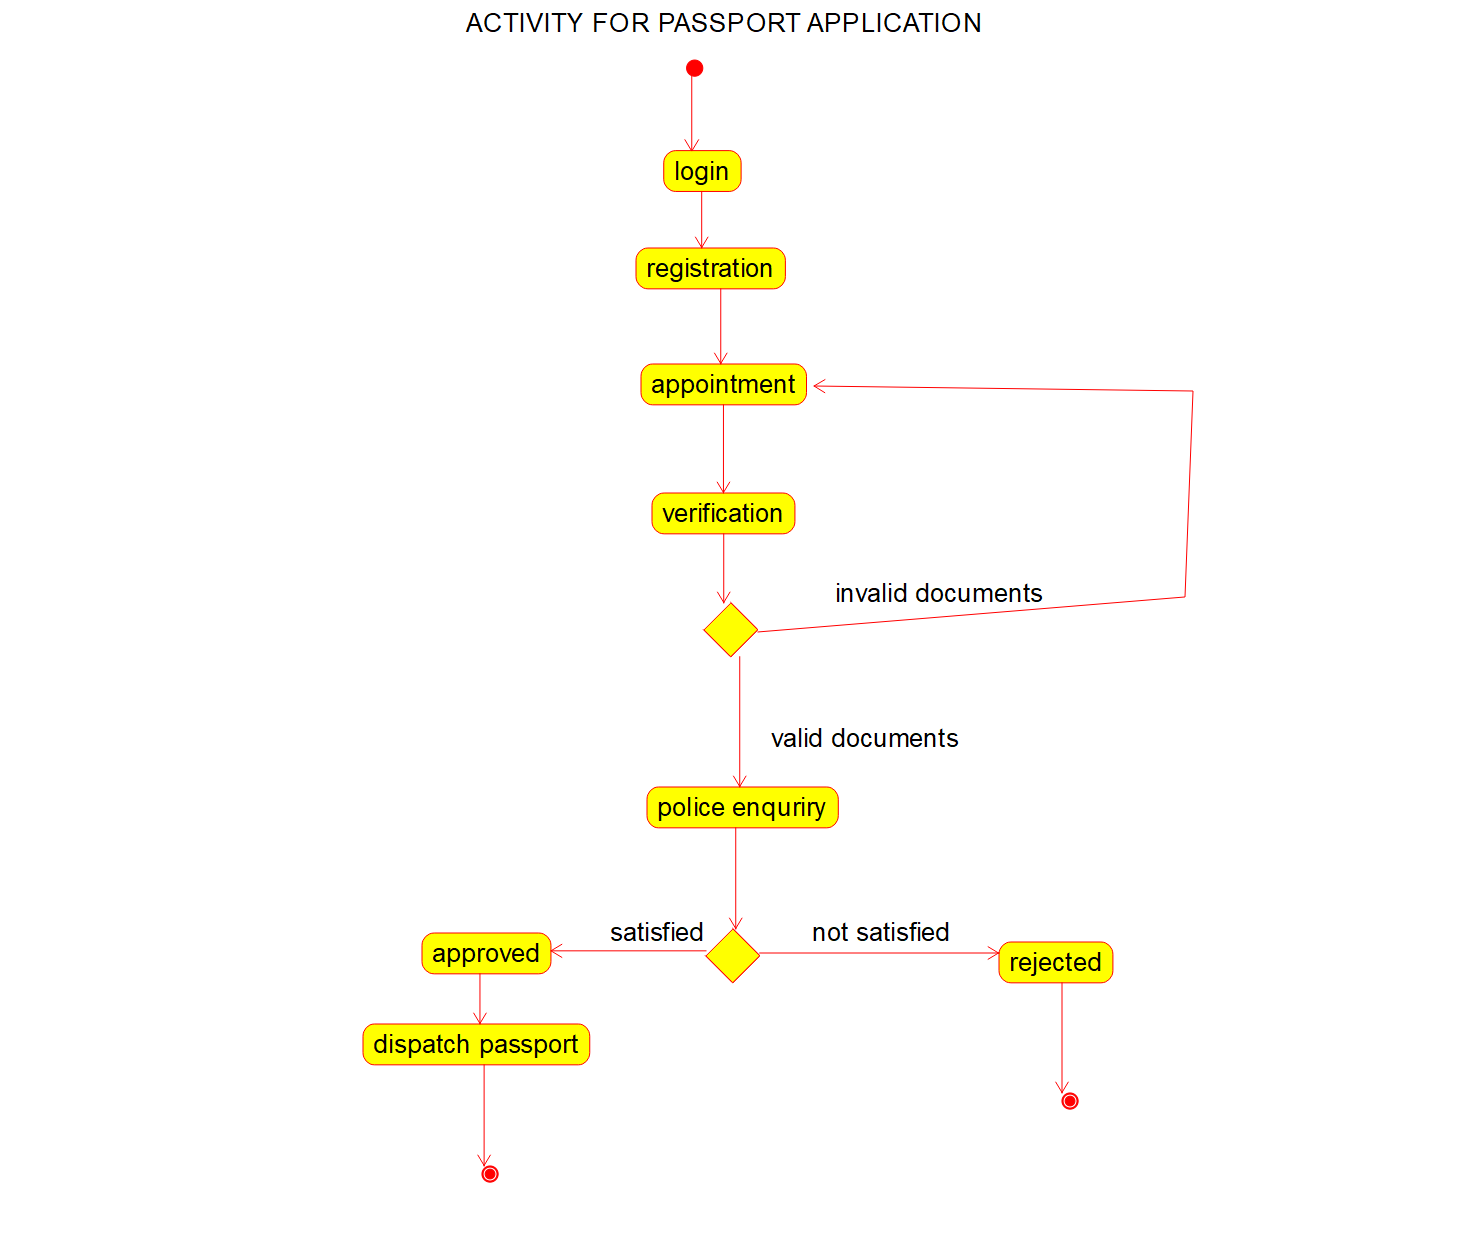 ACTIVITY FOR PASSPORT APPLICATION
login
registration
appointment
verification
invalid documents
valid documents
police enquriry
satisfied
not satisfied
approved
rejected
dispatch passport